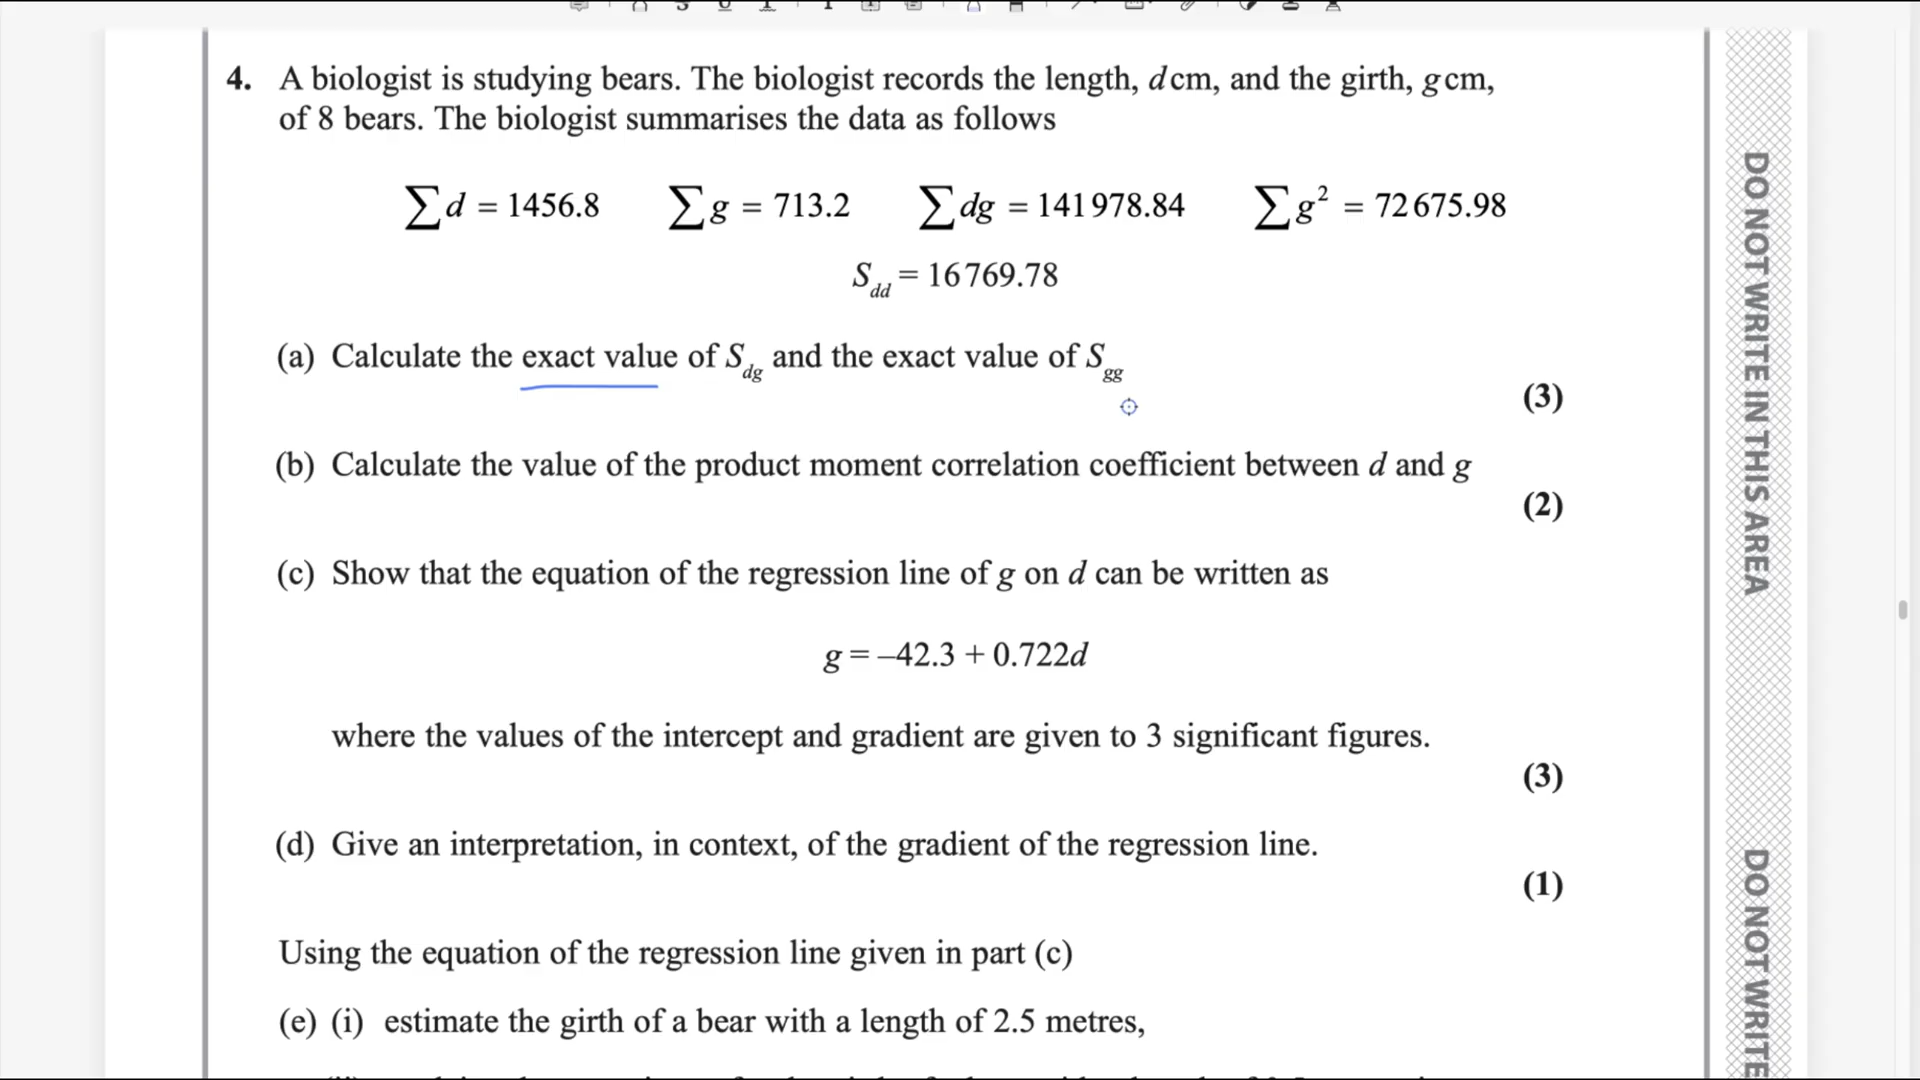 4. A biologist is studying bears. The biologist records the length, d cm, and the girth, g cm,
of 8 bears. The biologist summarises the data as follows
∑d = 1456.8 ∑g = 713.2 ∑dg = 141 978.84 ∑g² = 72 675.98
S_dd = 16 769.78
(a) Calculate the exact value of S_dg and the exact value of S_gg
(3)
(b) Calculate the value of the product moment correlation coefficient between d and g
(2)
(c) Show that the equation of the regression line of g on d can be written as
g = –42.3 + 0.722d
where the values of the intercept and gradient are given to 3 significant figures.
(3)
(d) Give an interpretation, in context, of the gradient of the regression line.
(1)
Using the equation of the regression line given in part (c)
(e) (i) estimate the girth of a bear with a length of 2.5 metres,
DO NOT WRITE IN THIS AREA
DO NOT WRITE